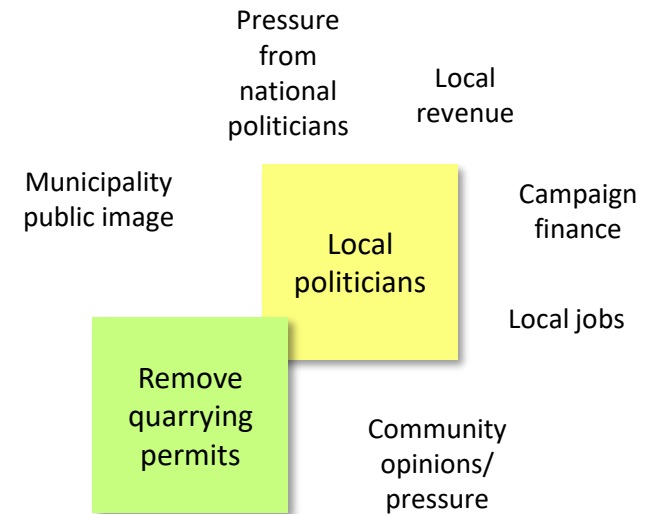 Pressure
from
national
politicians
Local
revenue
Municipality
public image
Campaign
finance
Local
politicians
Local jobs
Remove
quarrying
permits
Community
opinions/
pressure